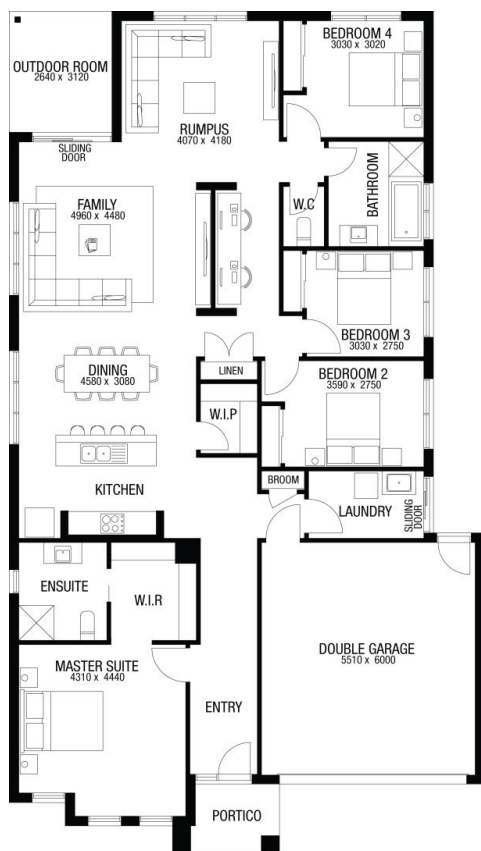 OUTDOOR ROOM
2640 x 3120
SLIDING
DOOR
RUMPUS
4070 x 4180
BEDROOM 4
3030 x 3020
BATHROOM
W.C
FAMILY
4960 x 4480
BEDROOM 3
3030 x 2750
DINING
4580 x 3080
LINEN
W.I.P
BEDROOM 2
3590 x 2750
KITCHEN
BROOM
LAUNDRY
SLIDING
DOOR
ENSUITE
W.I.R
MASTER SUITE
4310 x 4440
ENTRY
DOUBLE GARAGE
5510 x 6000
PORTICO